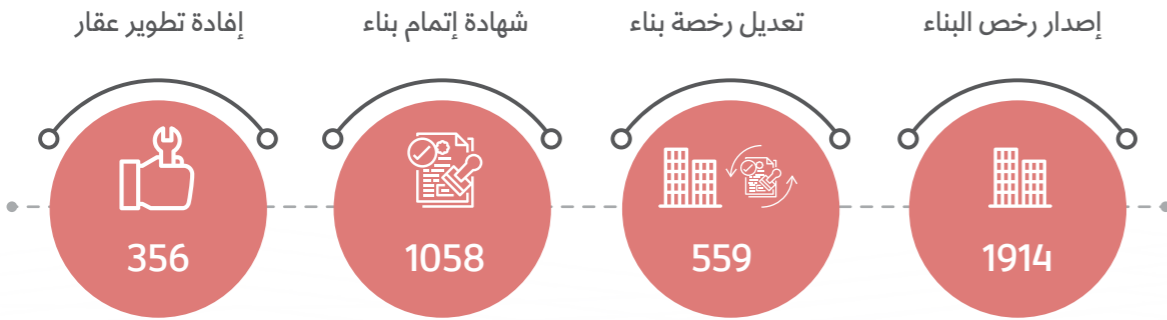 إصدار رخص البناء
تعديل رخصة بناء
شهادة إتمام بناء
إفادة تطوير عقار
1914
559
1058
356